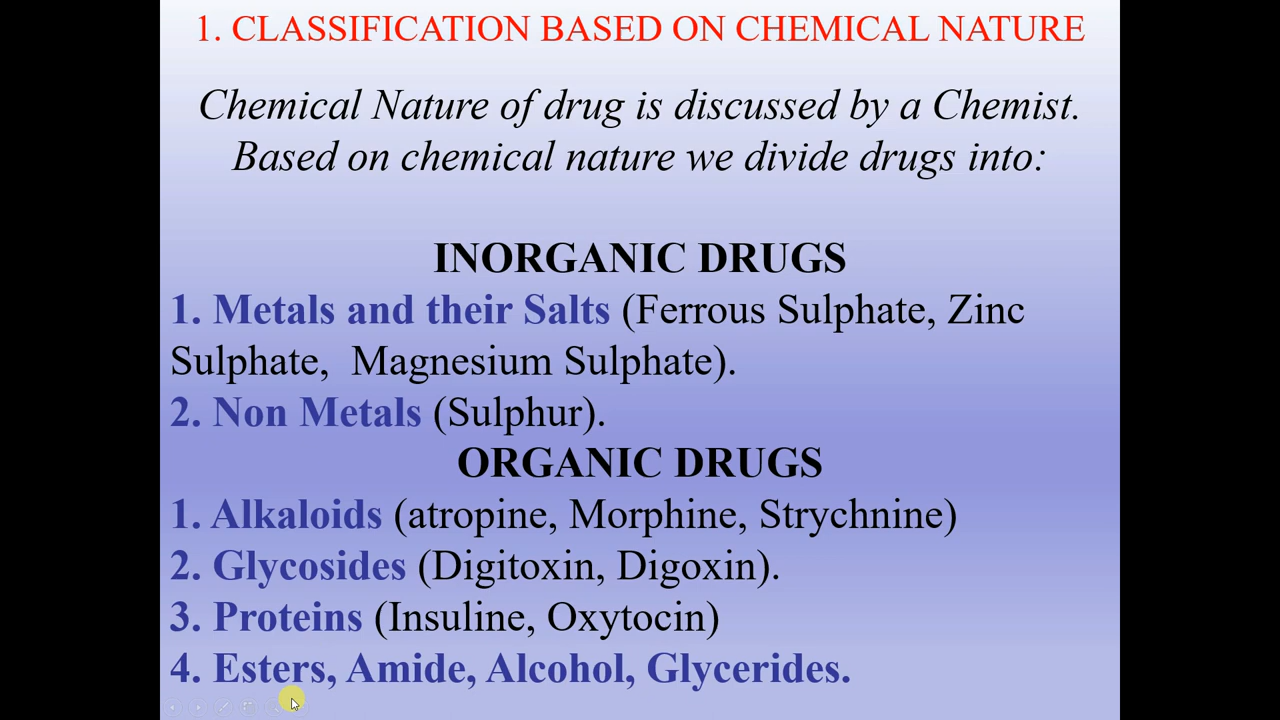 1. CLASSIFICATION BASED ON CHEMICAL NATURE
Chemical Nature of drug is discussed by a Chemist.
Based on chemical nature we divide drugs into:
INORGANIC DRUGS
1. Metals and their Salts (Ferrous Sulphate, Zinc
Sulphate, Magnesium Sulphate).
2. Non Metals (Sulphur).
ORGANIC DRUGS
1. Alkaloids (atropine, Morphine, Strychnine)
2. Glycosides (Digitoxin, Digoxin).
3. Proteins (Insuline, Oxytocin)
4. Esters, Amide, Alcohol, Glycerides.